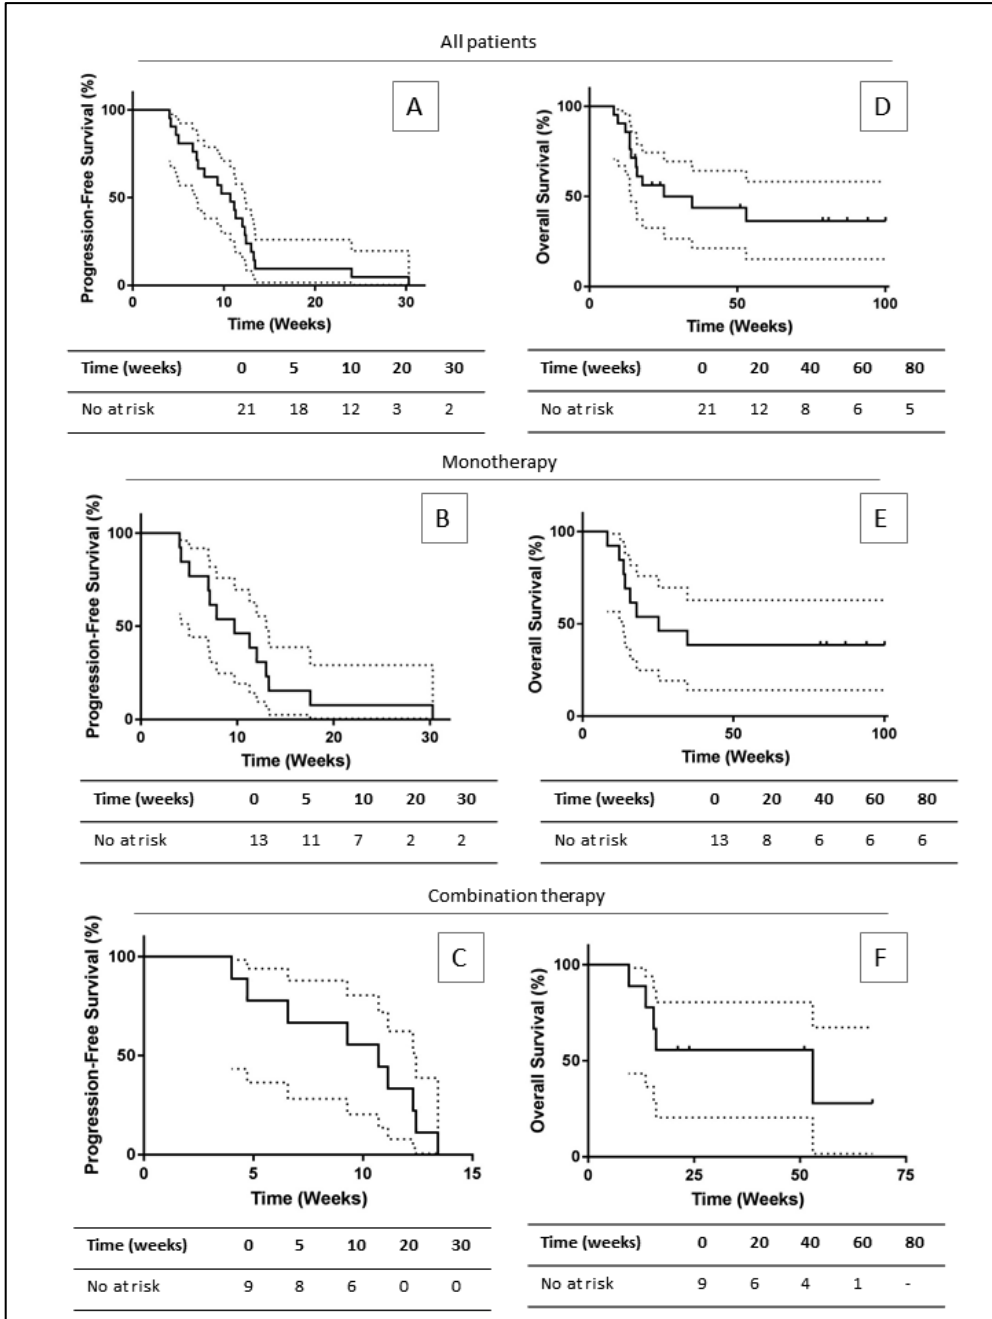 All patients
Progression-Free Survival (%)
A
100
50
0
0 10 20 30
Time (Weeks)
Time (weeks) 0 5 10 20 30
No at risk 21 18 12 3 2
Overall Survival (%)
D
100
50
0
0 50 100
Time (Weeks)
Time (weeks) 0 20 40 60 80
No at risk 21 12 8 6 5
Monotherapy
Progression-Free Survival (%)
B
100
50
0
0 10 20 30
Time (Weeks)
Time (weeks) 0 5 10 20 30
No at risk 13 11 7 2 2
Overall Survival (%)
E
100
50
0
0 50 100
Time (Weeks)
Time (weeks) 0 20 40 60 80
No at risk 13 8 6 6 6
Combination therapy
Progression-Free Survival (%)
C
100
50
0
0 5 10 15
Time (Weeks)
Time (weeks) 0 5 10 20 30
No at risk 9 8 6 0 0
Overall Survival (%)
F
100
50
0
0 25 50 75
Time (Weeks)
Time (weeks) 0 20 40 60 80
No at risk 9 6 4 1 -